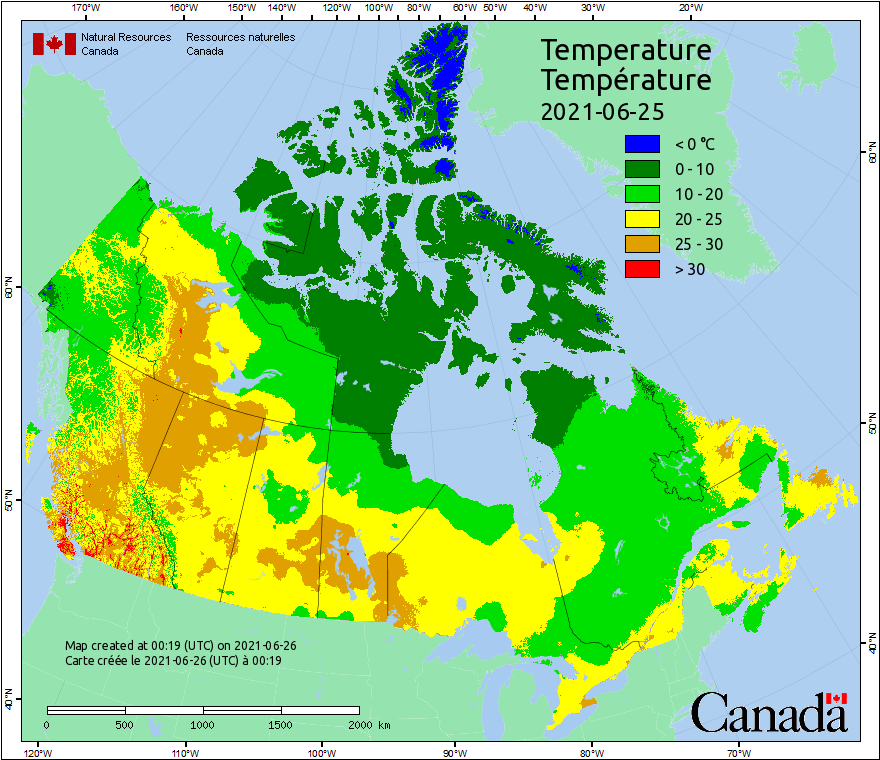 170°W 160°W 150°W 140°W 130°W 120°W 110°W 100°W 80°W 60°W 50°W 40°W 30°W 20°W
Natural Resources Ressources naturelles
Canada Canada
Temperature
Température
2021-06-25
< 0 °C
0 - 10
10 - 20
20 - 25
25 - 30
> 30
60°N 60°N
50°N 50°N
40°N 40°N
Map created at 00:19 (UTC) on 2021-06-26
Carte créée le 2021-06-26 (UTC) à 00:19
0 500 1000 1500 2000 km
Canada
120°W 110°W 100°W 90°W 80°W 70°W